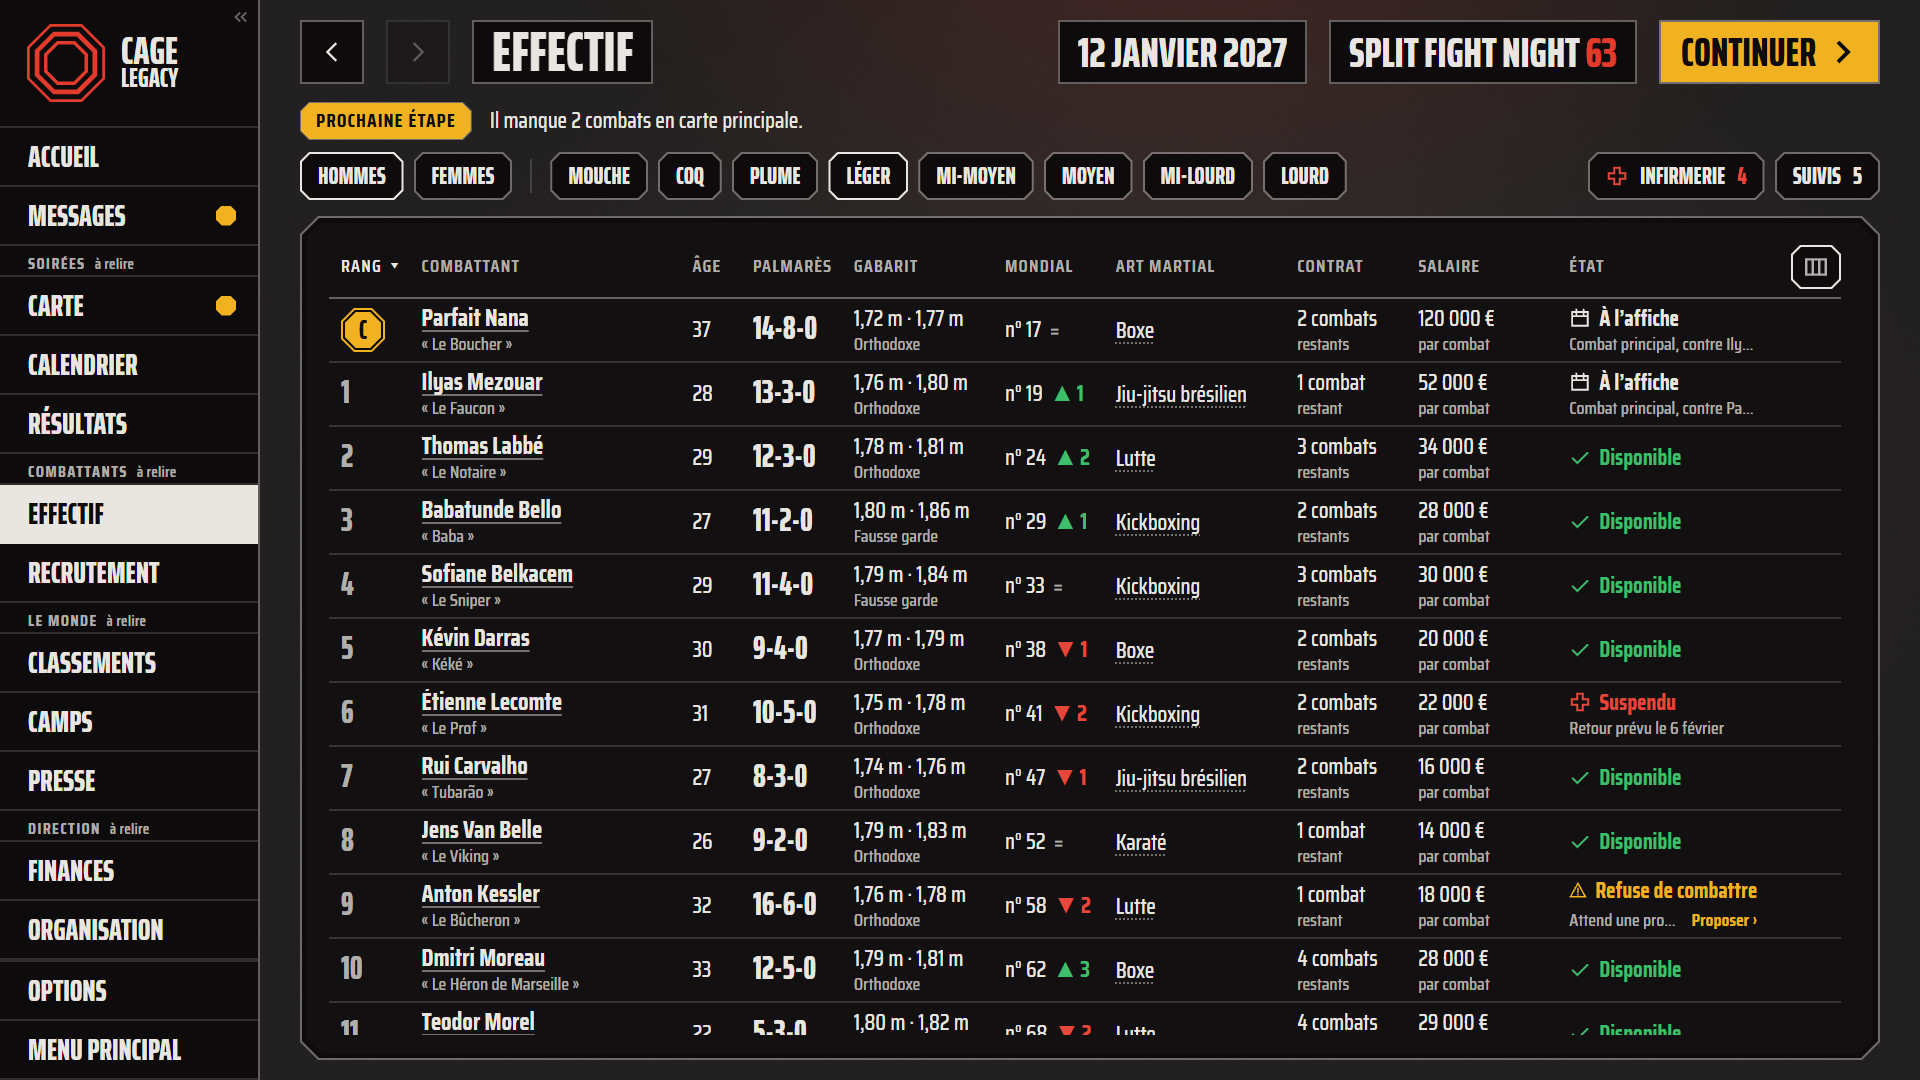 CAGE
LEGACY
«
ACCUEIL
MESSAGES
SOIRÉES à relire
CARTE
CALENDRIER
RÉSULTATS
COMBATTANTS à relire
EFFECTIF
RECRUTEMENT
LE MONDE à relire
CLASSEMENTS
CAMPS
PRESSE
DIRECTION à relire
FINANCES
ORGANISATION
OPTIONS
MENU PRINCIPAL
EFFECTIF
12 JANVIER 2027
SPLIT FIGHT NIGHT 63
CONTINUER
PROCHAINE ÉTAPE Il manque 2 combats en carte principale.
HOMMES FEMMES MOUCHE COQ PLUME LÉGER MI-MOYEN MOYEN MI-LOURD LOURD INFIRMERIE 4 SUIVIS 5
RANG COMBATTANT ÂGE PALMARÈS GABARIT MONDIAL ART MARTIAL CONTRAT SALAIRE ÉTAT
C Parfait Nana 37 14-8-0 1,72 m · 1,77 m n° 17 = Boxe 2 combats 120 000 € À l’affiche
« Le Boucher » Orthodoxe restants par combat Combat principal, contre Ily...
1 Ilyas Mezouar 28 13-3-0 1,76 m · 1,80 m n° 19 ▲ 1 Jiu-jitsu brésilien 1 combat 52 000 € À l’affiche
« Le Faucon » Orthodoxe restant par combat Combat principal, contre Pa...
2 Thomas Labbé 29 12-3-0 1,78 m · 1,81 m n° 24 ▲ 2 Lutte 3 combats 34 000 € Disponible
« Le Notaire » Orthodoxe restants par combat
3 Babatunde Bello 27 11-2-0 1,80 m · 1,86 m n° 29 ▲ 1 Kickboxing 2 combats 28 000 € Disponible
« Baba » Fausse garde restants par combat
4 Sofiane Belkacem 29 11-4-0 1,79 m · 1,84 m n° 33 = Kickboxing 3 combats 30 000 € Disponible
« Le Sniper » Fausse garde restants par combat
5 Kévin Darras 30 9-4-0 1,77 m · 1,79 m n° 38 ▼ 1 Boxe 2 combats 20 000 € Disponible
« Kéké » Orthodoxe restants par combat
6 Étienne Lecomte 31 10-5-0 1,75 m · 1,78 m n° 41 ▼ 2 Kickboxing 2 combats 22 000 € Suspendu
« Le Prof » Orthodoxe restants par combat Retour prévu le 6 février
7 Rui Carvalho 27 8-3-0 1,74 m · 1,76 m n° 47 ▼ 1 Jiu-jitsu brésilien 2 combats 16 000 € Disponible
« Tubarão » Orthodoxe restants par combat
8 Jens Van Belle 26 9-2-0 1,79 m · 1,83 m n° 52 = Karaté 1 combat 14 000 € Disponible
« Le Viking » Orthodoxe restant par combat
9 Anton Kessler 32 16-6-0 1,76 m · 1,78 m n° 58 ▼ 2 Lutte 1 combat 18 000 € Refuse de combattre
« Le Bûcheron » Orthodoxe restant par combat Attend une pro... Proposer ›
10 Dmitri Moreau 33 12-5-0 1,79 m · 1,81 m n° 62 ▲ 3 Boxe 4 combats 28 000 € Disponible
« Le Héron de Marseille » Orthodoxe restants par combat
11 Teodor Morel 22 5-3-0 1,80 m · 1,82 m n° 68 ▼ 2 Lutte 4 combats 29 000 € Disponible